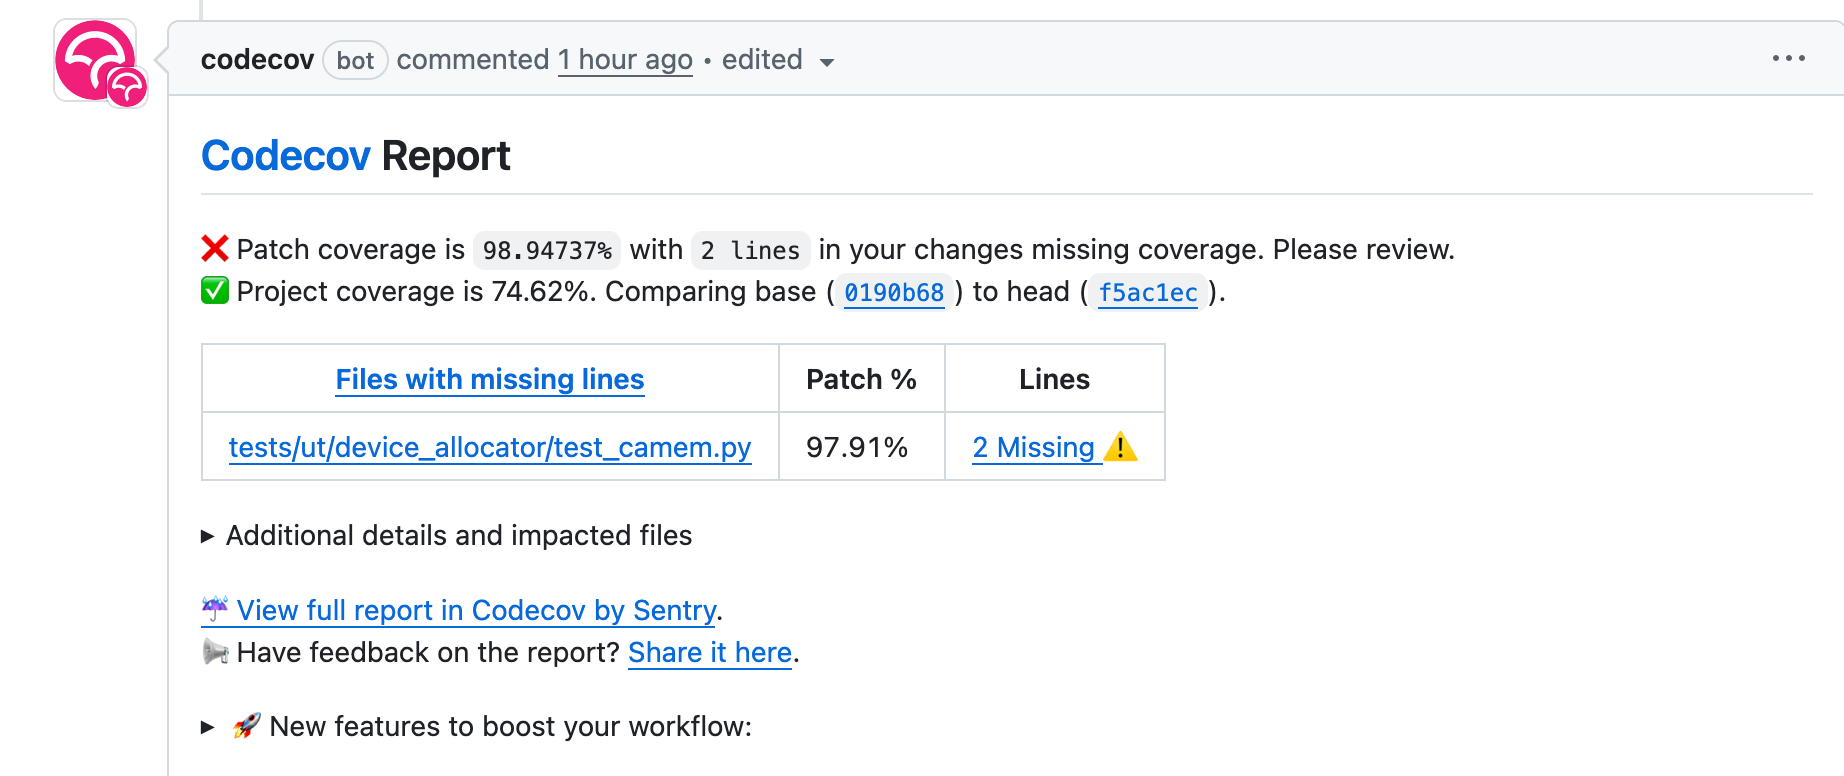 codecov bot commented 1 hour ago • edited
Codecov Report
❌ Patch coverage is 98.94737% with 2 lines in your changes missing coverage. Please review.
✅ Project coverage is 74.62%. Comparing base (0190b68) to head (f5ac1ec).
Files with missing lines Patch % Lines
tests/ut/device_allocator/test_camem.py 97.91% 2 Missing ⚠️
Additional details and impacted files
☔ View full report in Codecov by Sentry.
📢 Have feedback on the report? Share it here.
🚀 New features to boost your workflow: